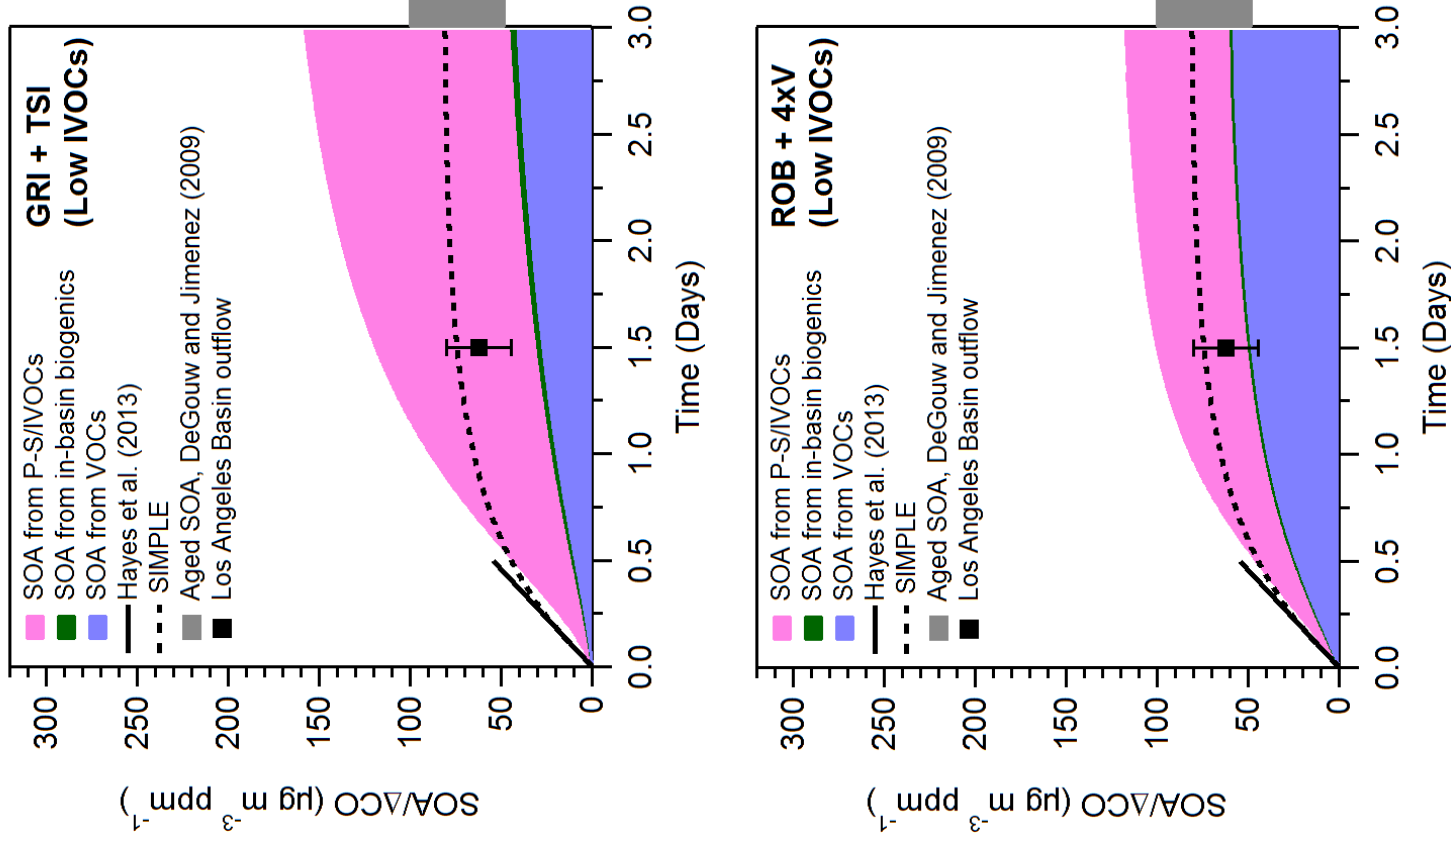 GRI + TSI
(Low IVOCs)
SOA from P-S/IVOCs
SOA from in-basin biogenics
SOA from VOCs
Hayes et al. (2013)
SIMPLE
Aged SOA, DeGouw and Jimenez (2009)
Los Angeles Basin outflow
300
250
200
150
100
50
0
SOA/ΔCO (µg m⁻³ ppm⁻¹)
0.0 0.5 1.0 1.5 2.0 2.5 3.0
Time (Days)
ROB + 4xV
(Low IVOCs)
SOA from P-S/IVOCs
SOA from in-basin biogenics
SOA from VOCs
Hayes et al. (2013)
SIMPLE
Aged SOA, DeGouw and Jimenez (2009)
Los Angeles Basin outflow
300
250
200
150
100
50
0
SOA/ΔCO (µg m⁻³ ppm⁻¹)
0.0 0.5 1.0 1.5 2.0 2.5 3.0
Time (Days)